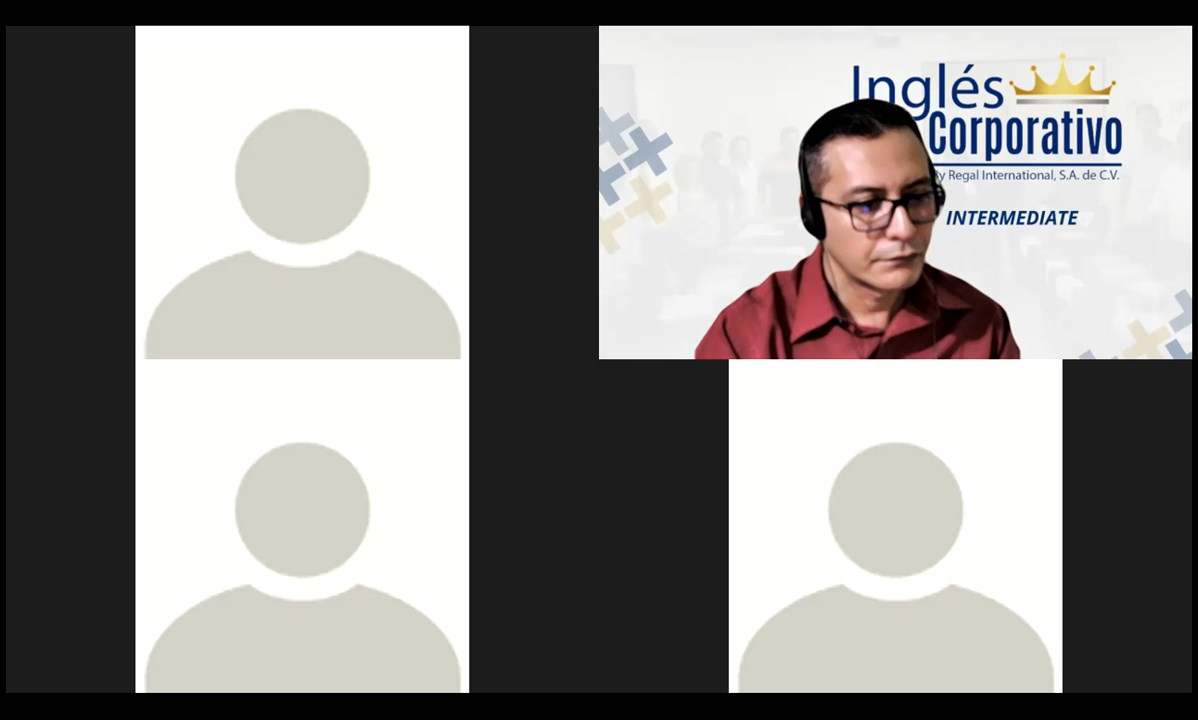 Inglés
Corporativo
y Regal International, S.A. de C.V.
INTERMEDIATE